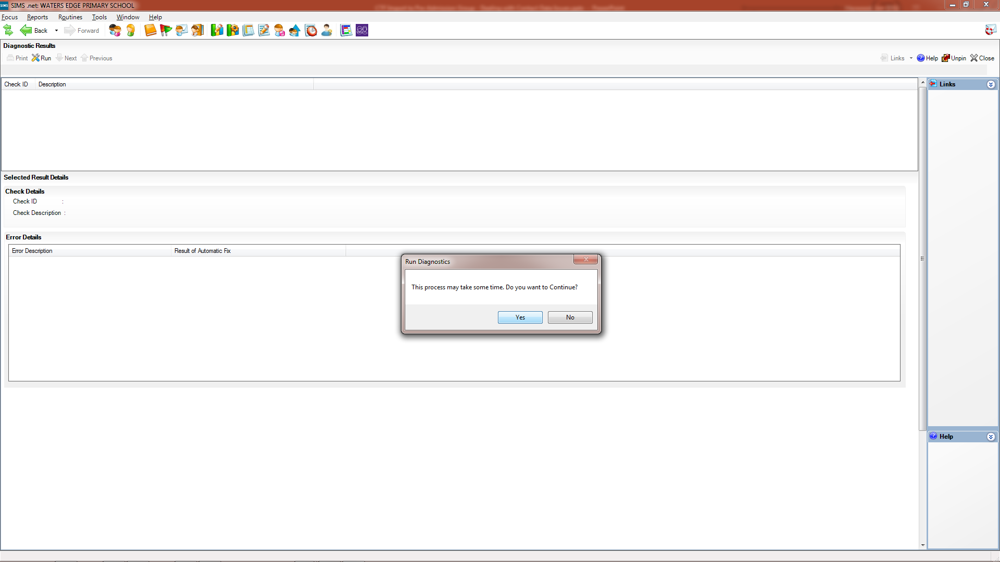 SIMS SIMS .net: WATERS EDGE PRIMARY SCHOOL
Focus Reports Routines Tools Window Help
Back Forward
Diagnostic Results
Print Run Next Previous Links Help Unpin Close
Check ID Description
Links
Selected Result Details
Check Details
Check ID :
Check Description :
Error Details
Error Description Result of Automatic Fix
Run Diagnostics
This process may take some time. Do you want to Continue?
Yes No
Help